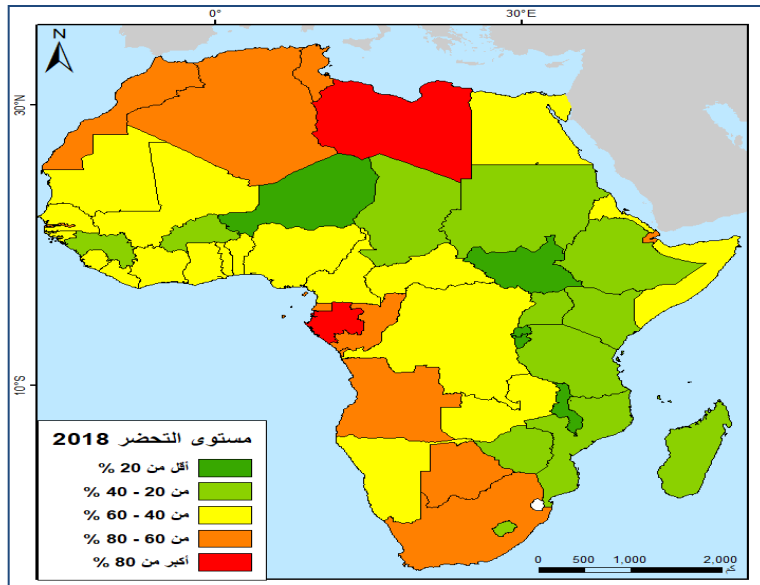 0°
30°E
N
30°N
10°S
مستوى التحضر 2018
أقل من 20 %
من 20 - 40 %
من 40 - 60 %
من 60 - 80 %
أكبر من 80 %
0 500 1,000 2,000
كم